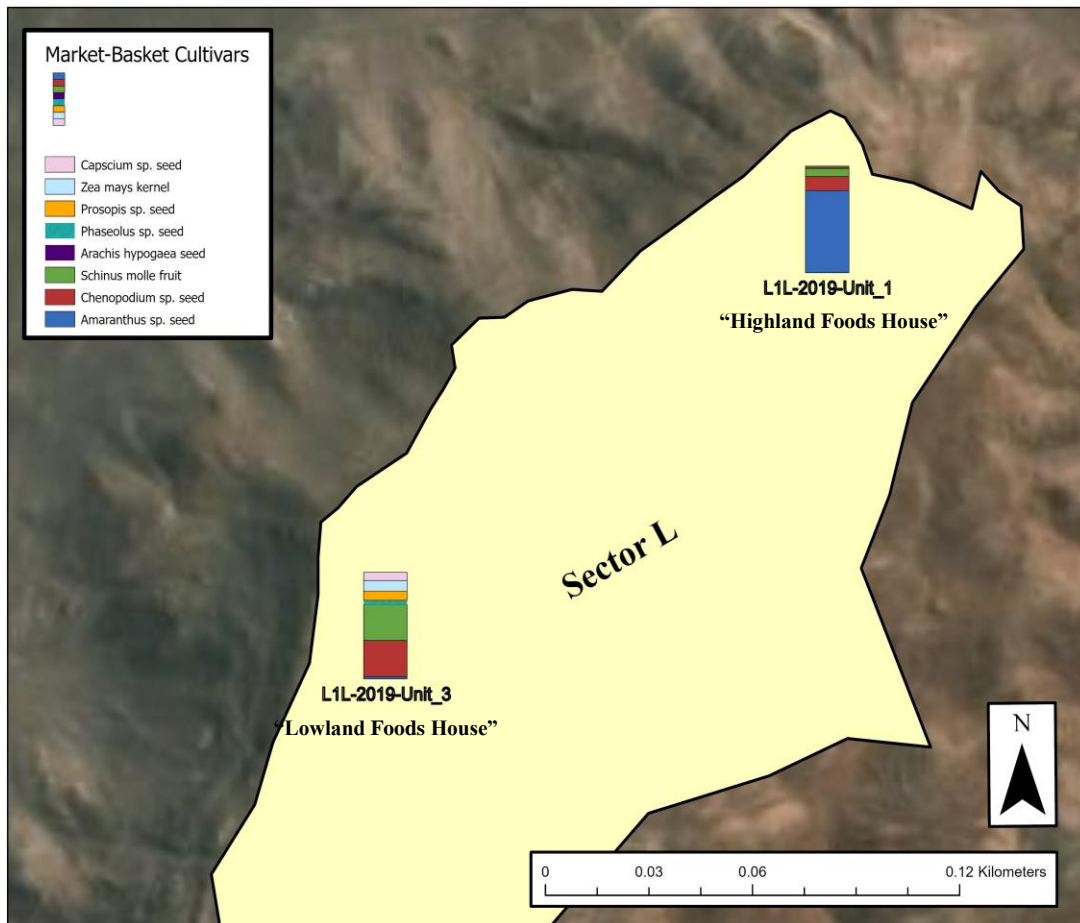 Market-Basket Cultivars
Capscium sp. seed
Zea mays kernel
Prosopis sp. seed
Phaseolus sp. seed
Arachis hypogaea seed
Schinus molle fruit
Chenopodium sp. seed
Amaranthus sp. seed
L1L-2019-Unit_1
“Highland Foods House”
Sector L
L1L-2019-Unit_3
“Lowland Foods House”
N
0 0.03 0.06 0.12 Kilometers